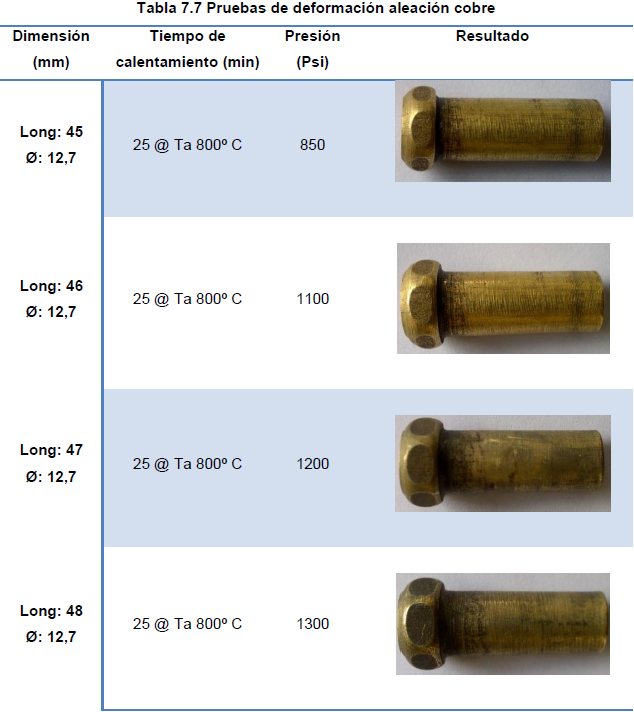 Tabla 7.7 Pruebas de deformación aleación cobre
Dimensión (mm) Tiempo de calentamiento (min) Presión (Psi) Resultado
Long: 45 Ø: 12,7 25 @ Ta 800º C 850
Long: 46 Ø: 12,7 25 @ Ta 800º C 1100
Long: 47 Ø: 12,7 25 @ Ta 800º C 1200
Long: 48 Ø: 12,7 25 @ Ta 800º C 1300